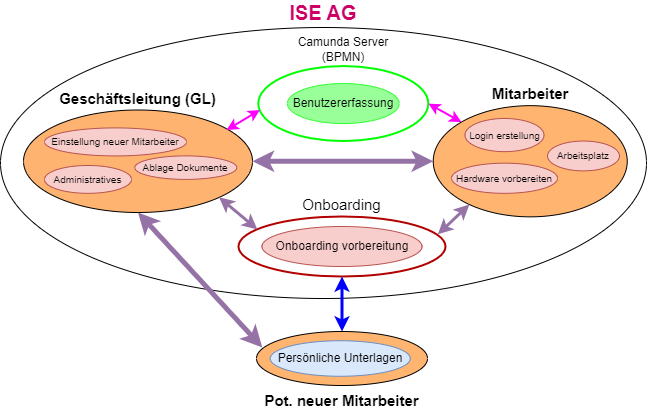 ISE AG
Camunda Server
(BPMN)
Geschäftsleitung (GL)
Benutzererfassung
Mitarbeiter
Einstellung neuer Mitarbeiter
Login erstellung
Ablage Dokumente
Arbeitsplatz
Administratives
Hardware vorbereiten
Onboarding
Onboarding vorbereitung
Persönliche Unterlagen
Pot. neuer Mitarbeiter